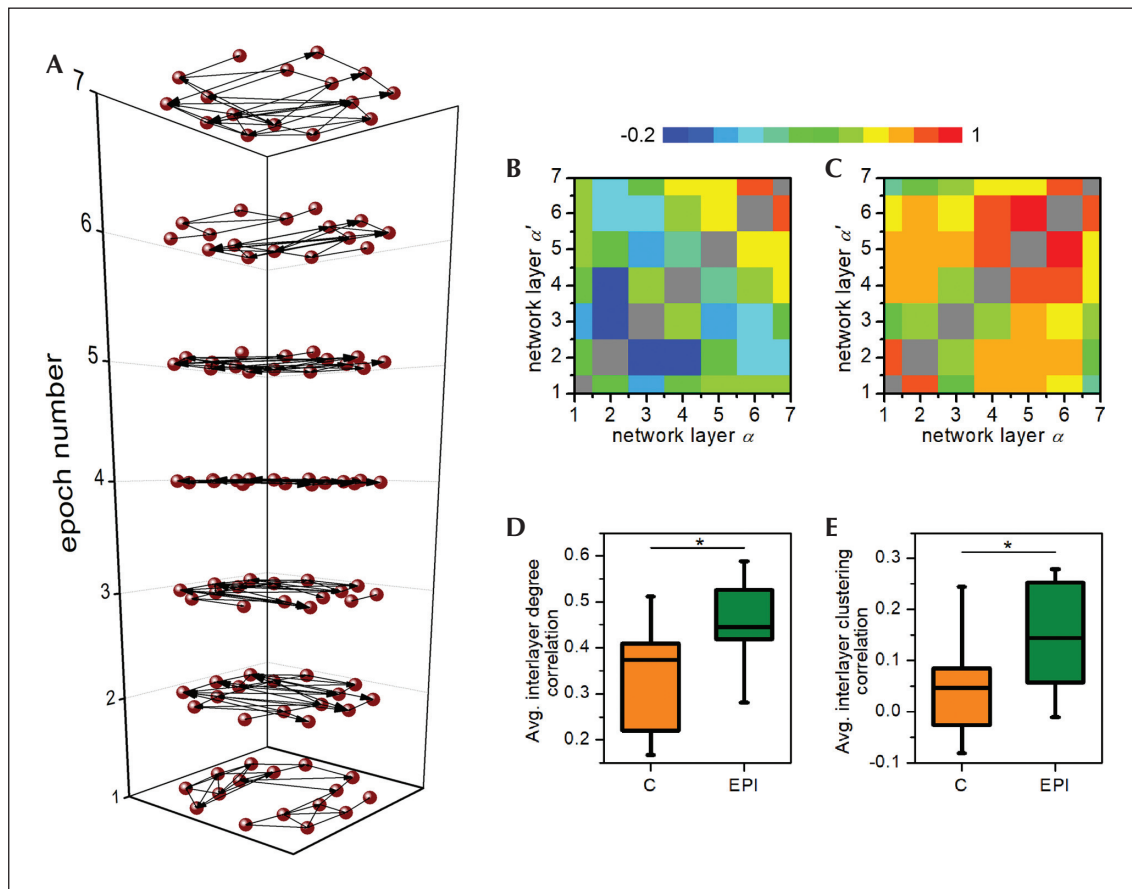 A
7
6
5
4
3
2
1
epoch number
-0.2 1
B
7
6
5
4
3
2
1
network layer α'
1 2 3 4 5 6 7
network layer α
C
7
6
5
4
3
2
1
network layer α'
1 2 3 4 5 6 7
network layer α
D
*
0.6
0.5
0.4
0.3
0.2
Avg. interlayer degree
correlation
C EPI
E
*
0.3
0.2
0.1
0.0
-0.1
Avg. interlayer clustering
correlation
C EPI